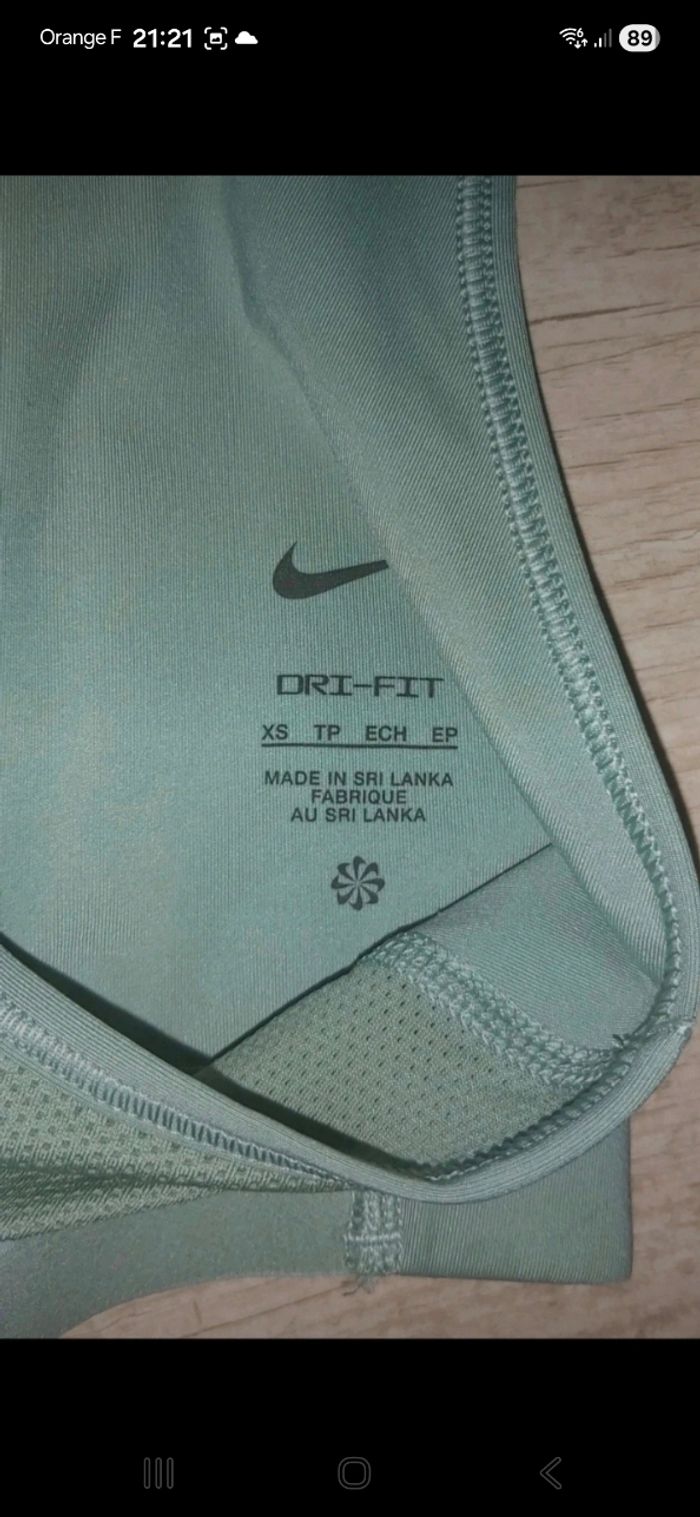 Orange F 21:21 89
DRI-FIT
XS TP ECH EP
MADE IN SRI LANKA
FABRIQUE
AU SRI LANKA